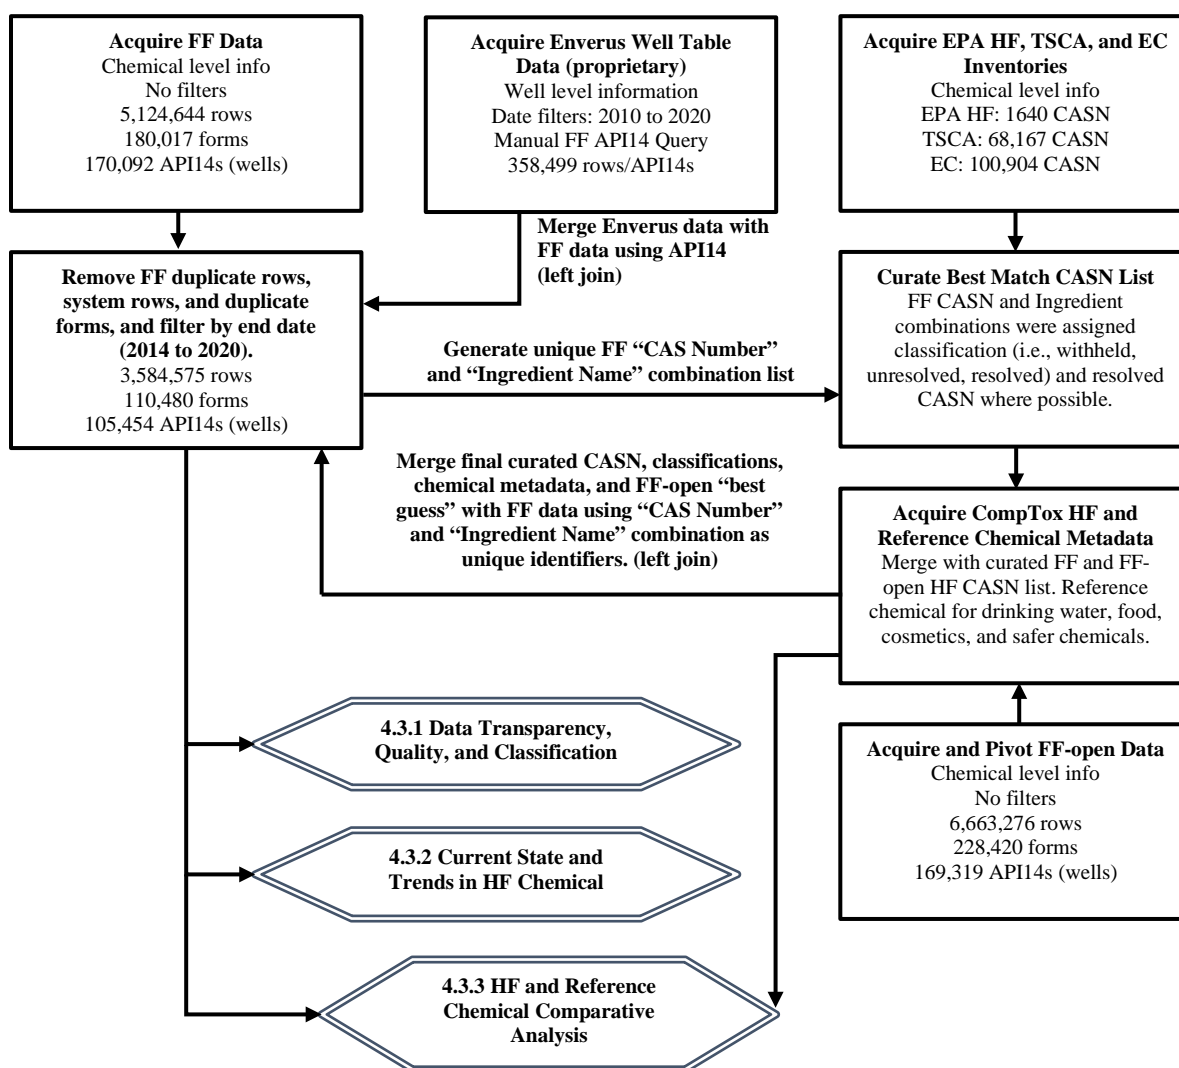 Acquire FF Data
Chemical level info
No filters
5,124,644 rows
180,017 forms
170,092 API14s (wells)
Acquire Enverus Well Table
Data (proprietary)
Well level information
Date filters: 2010 to 2020
Manual FF API14 Query
358,499 rows/API14s
Acquire EPA HF, TSCA, and EC
Inventories
Chemical level info
EPA HF: 1640 CASN
TSCA: 68,167 CASN
EC: 100,904 CASN
Merge Enverus data with
FF data using API14
(left join)
Remove FF duplicate rows,
system rows, and duplicate
forms, and filter by end date
(2014 to 2020).
3,584,575 rows
110,480 forms
105,454 API14s (wells)
Generate unique FF “CAS Number”
and “Ingredient Name” combination list
Curate Best Match CASN List
FF CASN and Ingredient
combinations were assigned
classification (i.e., withheld,
unresolved, resolved) and resolved
CASN where possible.
Merge final curated CASN, classifications,
chemical metadata, and FF-open “best
guess” with FF data using “CAS Number”
and “Ingredient Name” combination as
unique identifiers. (left join)
Acquire CompTox HF and
Reference Chemical Metadata
Merge with curated FF and FF-
open HF CASN list. Reference
chemical for drinking water, food,
cosmetics, and safer chemicals.
4.3.1 Data Transparency,
Quality, and Classification
4.3.2 Current State and
Trends in HF Chemical
4.3.3 HF and Reference
Chemical Comparative
Analysis
Acquire and Pivot FF-open Data
Chemical level info
No filters
6,663,276 rows
228,420 forms
169,319 API14s (wells)